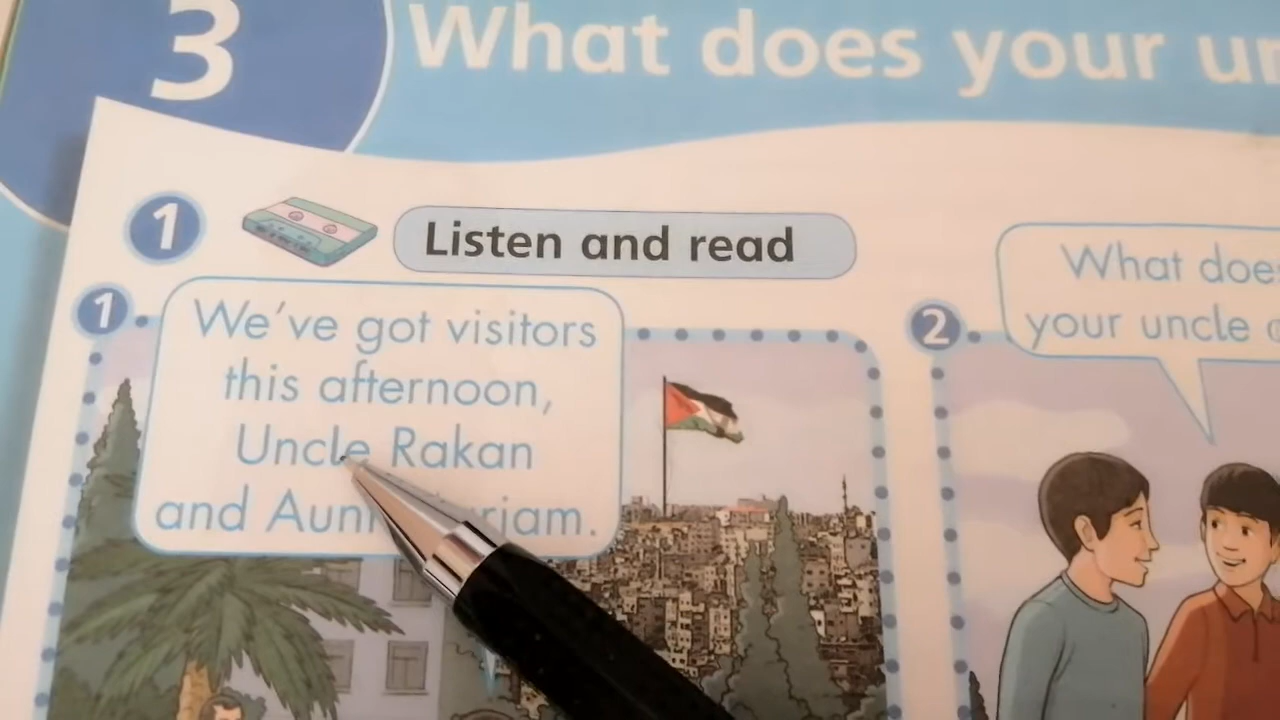 3
What does your
1
Listen and read
1
We've got visitors
this afternoon,
Uncle Rakan
and
2
What
your uncle